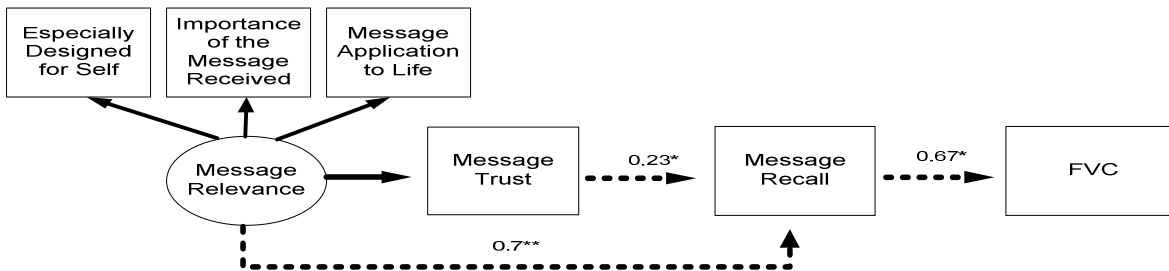 Especially
Designed
for Self
Importance
of the
Message
Received
Message
Application
to Life
Message
Relevance
Message
Trust
0.23*
Message
Recall
0.67*
FVC
0.7**